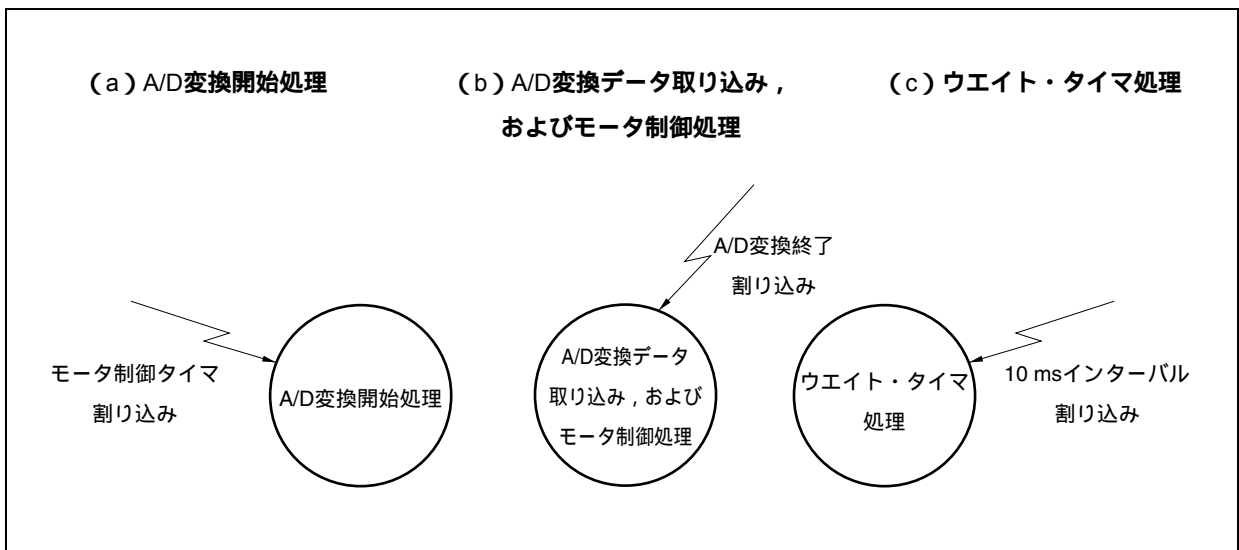 (a)A/D変換開始処理
(b)A/D変換データ取り込み,
およびモータ制御処理
(c)ウエイト・タイマ処理
モータ制御タイマ
割り込み
A/D変換開始処理
A/D変換終了
割り込み
A/D変換データ
取り込み,および
モータ制御処理
ウエイト・タイマ
処理
10 msインターバル
割り込み